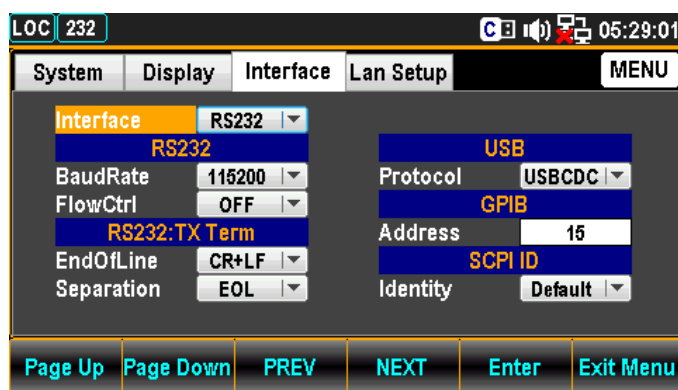 LOC 232 C 05:29:01
System Display Interface Lan Setup MENU
Interface RS232
RS232 USB
BaudRate 115200 Protocol USBCDC
FlowCtrl OFF GPIB
RS232:TX Term Address 15
EndOfLine CR+LF SCPI ID
Separation EOL Identity Default
Page Up Page Down PREV NEXT Enter Exit Menu